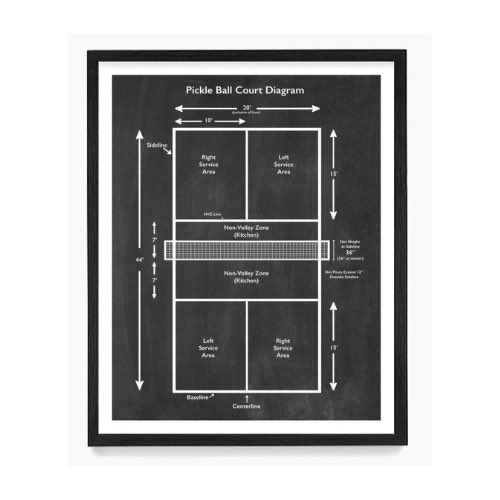 Pickle Ball Court Diagram
20'
(inclusive of lines)
10'
Sideline
Right
Service
Area
Left
Service
Area
15'
NVZ Line
Non-Volley Zone
(Kitchen)
7'
44'
Net Height
at Sideline
36"
(34" at center)
Non-Volley Zone
(Kitchen)
7'
Net Posts Extend 12"
Outside Sideline
Left
Service
Area
Right
Service
Area
15'
Baseline
Centerline